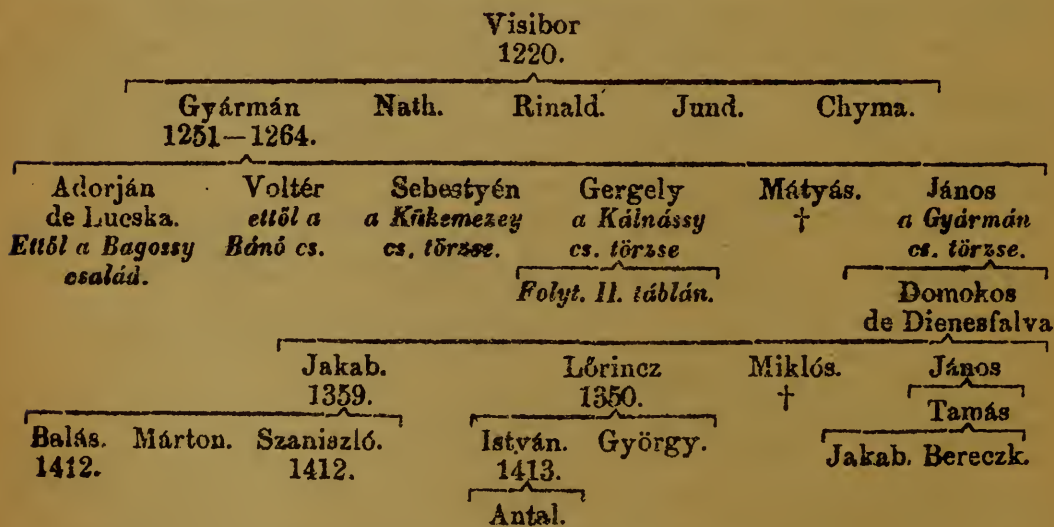 Visibor
1220.
Gyármán Nath. Rinald. Jund. Chyma.
1251—1264.
Adorján Voltér Sebestyén Gergely Mátyás. János
de Lucska. ettől a a Kükemezey a Kálnássy † a Gyármán
Ettől a Bagossy Bánó cs. cs. törzse. cs. törzse cs. törzse.
család. Folyt. II. táblán. Domokos
de Dienesfalva
Jakab. Lőrincz Miklós. János
1359. 1350. † Tamás
Balás. Márton. Szaniszló. István. György. Jakab. Bereczk.
1412. 1412. 1413.
Antal.